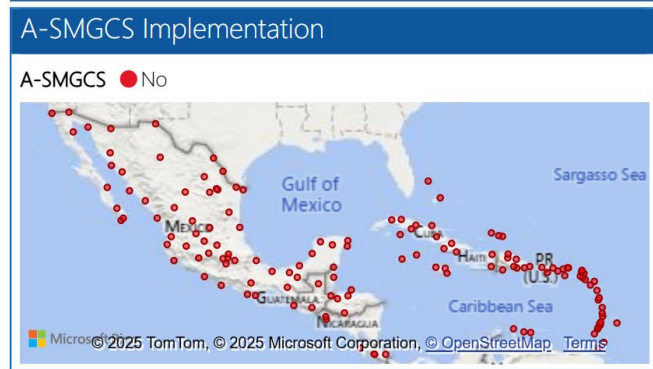 A-SMGCS Implementation
A-SMGCS No
Gulf of
Mexico
Sargasso Sea
MEXICO
CUBA
HAITI
PR
(U.S.)
GUATEMALA
Caribbean Sea
NICARAGUA
Microsoft
© 2025 TomTom, © 2025 Microsoft Corporation, © OpenStreetMap Terms